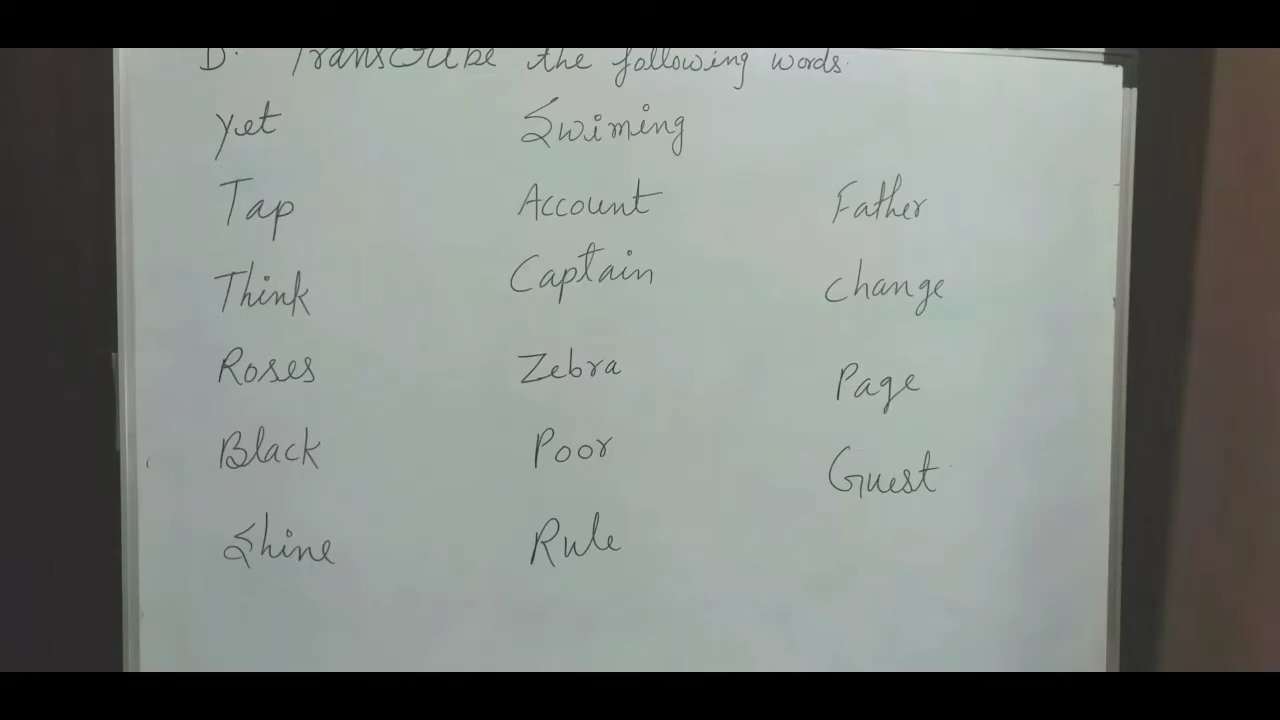 D. Transcribe the following words.
Yet Swiming
Tap Account Father
Think Captain change
Roses Zebra Page
Black Poor Guest
Shine Rule